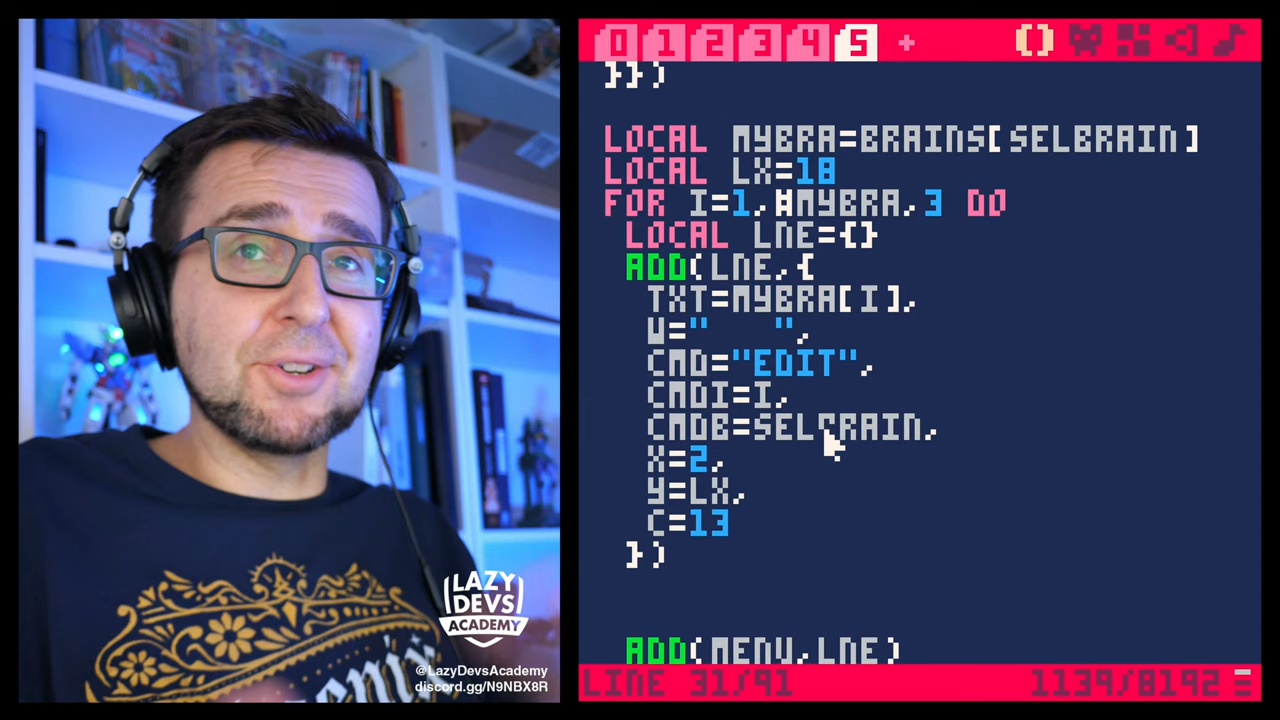 0 1 2 3 4 5 +
}})
LOCAL MYBRA=BRAINS[SELBRAIN]
LOCAL LX=18
FOR I=1,#MYBRA,3 DO
LOCAL LNE={}
ADD(LNE,{
TXT=MYBRA[I],
W="    ",
CMD="EDIT",
CMDI=I,
CMDB=SELBRAIN,
X=2,
Y=LX,
C=13
})
ADD(MENU,LNE)
LINE 31/91
1139/8192
LAZY
DEVS
ACADEMY
@LazyDevsAcademy
discord.gg/N9NBX8R